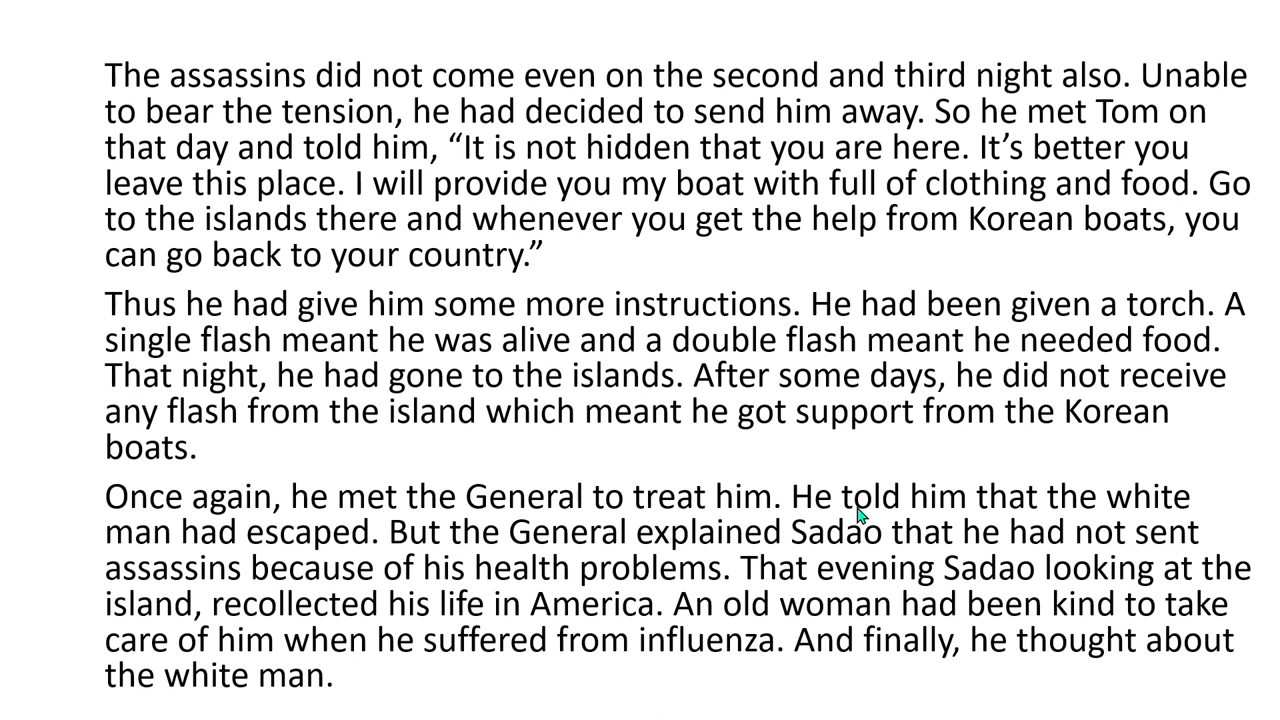 The assassins did not come even on the second and third night also. Unable
to bear the tension, he had decided to send him away. So he met Tom on
that day and told him, “It is not hidden that you are here. It’s better you
leave this place. I will provide you my boat with full of clothing and food. Go
to the islands there and whenever you get the help from Korean boats, you
can go back to your country.”
Thus he had give him some more instructions. He had been given a torch. A
single flash meant he was alive and a double flash meant he needed food.
That night, he had gone to the islands. After some days, he did not receive
any flash from the island which meant he got support from the Korean
boats.
Once again, he met the General to treat him. He told him that the white
man had escaped. But the General explained Sadao that he had not sent
assassins because of his health problems. That evening Sadao looking at the
island, recollected his life in America. An old woman had been kind to take
care of him when he suffered from influenza. And finally, he thought about
the white man.